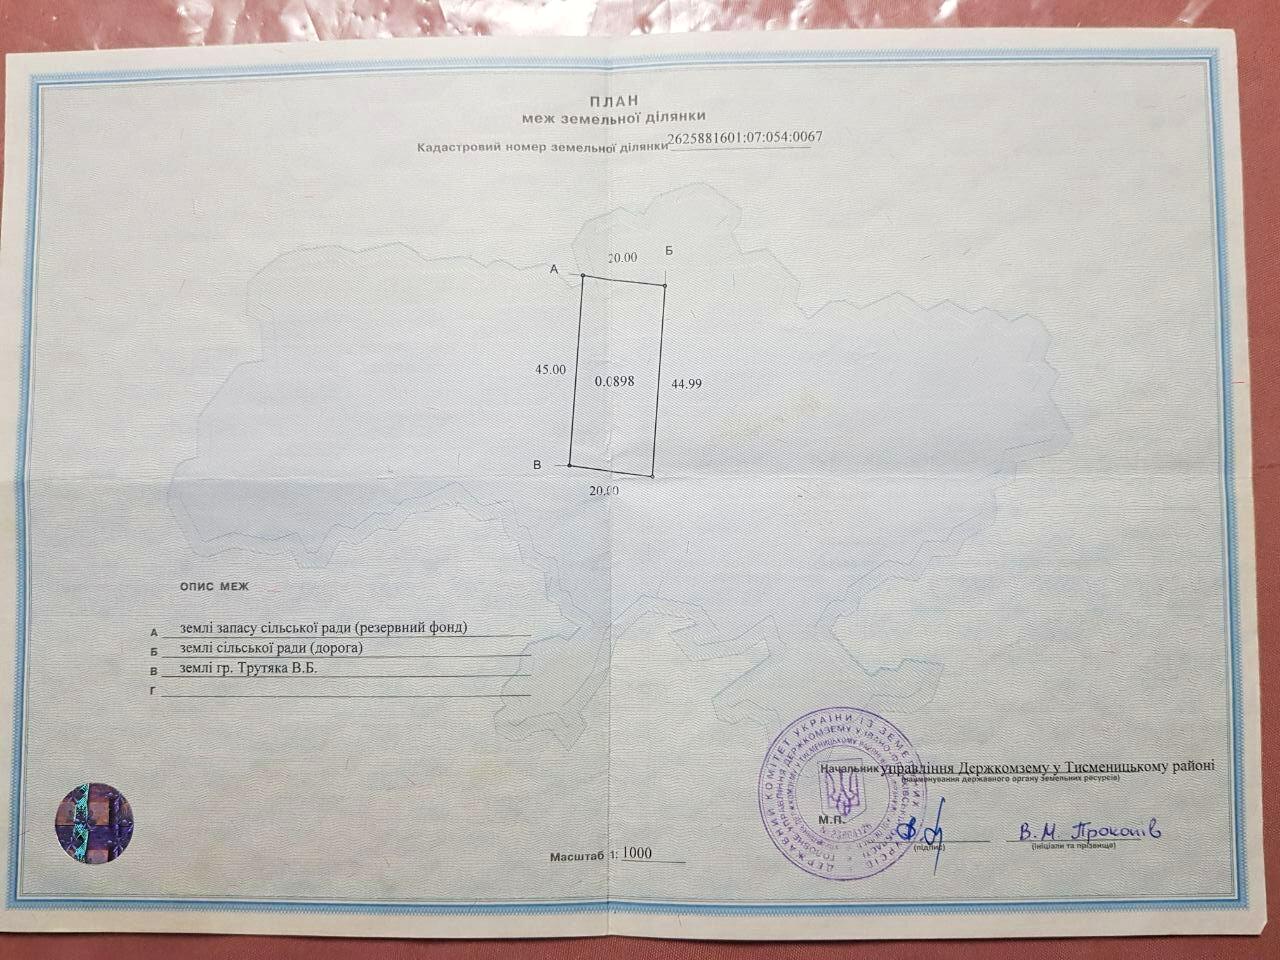 ПЛАН
меж земельної ділянки
Кадастровий номер земельної ділянки 2625881601:07:054:0067
А 20.00 Б
45.00 0.0898 44.99
В
20.00
ОПИС МЕЖ
А землі запасу сільської ради (резервний фонд)
Б землі сільської ради (дорога)
В землі гр. Трутяка В.Б.
Г
Начальник управління Держкомзему у Тисменицькому районі
(найменування державного органу земельних ресурсів)
М.П.
В.М. Прокопів
(підпис) (ініціали та прізвище)
Масштаб 1: 1000